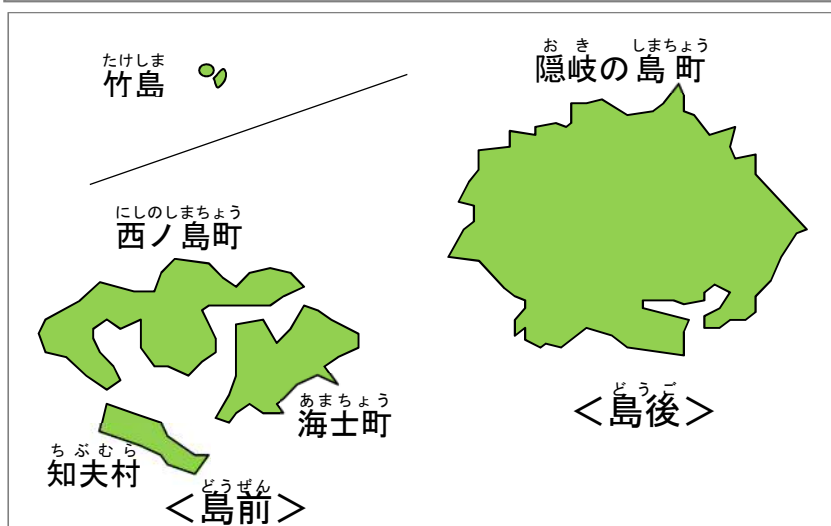 たけしま
竹島
おき しまちょう
隠岐の島町
にしのしまちょう
西ノ島町
あまちょう
海士町
どうご
＜島後＞
ちぶむら
知夫村
どうぜん
＜島前＞